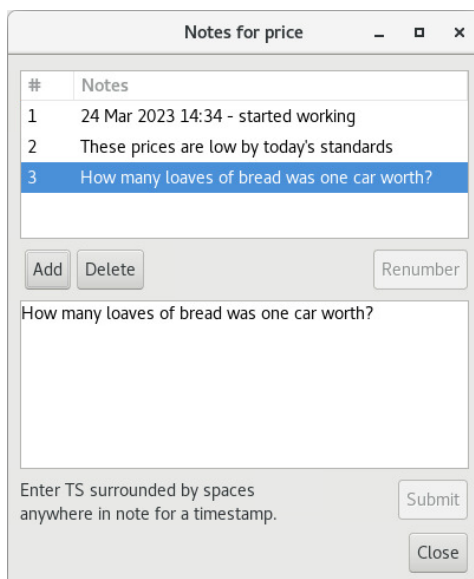 Notes for price
# Notes
1 24 Mar 2023 14:34 - started working
2 These prices are low by today's standards
3 How many loaves of bread was one car worth?
Add Delete Renumber
How many loaves of bread was one car worth?
Enter TS surrounded by spaces
anywhere in note for a timestamp.
Submit
Close